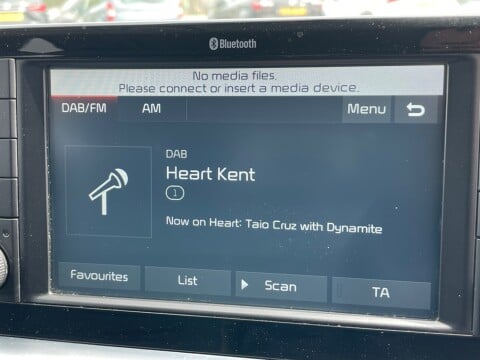 Bluetooth
No media files.
Please connect or insert a media device.
DAB/FM
AM
Menu
DAB
Heart Kent
1
Now on Heart: Taio Cruz with Dynamite
Favourites
List
Scan
TA